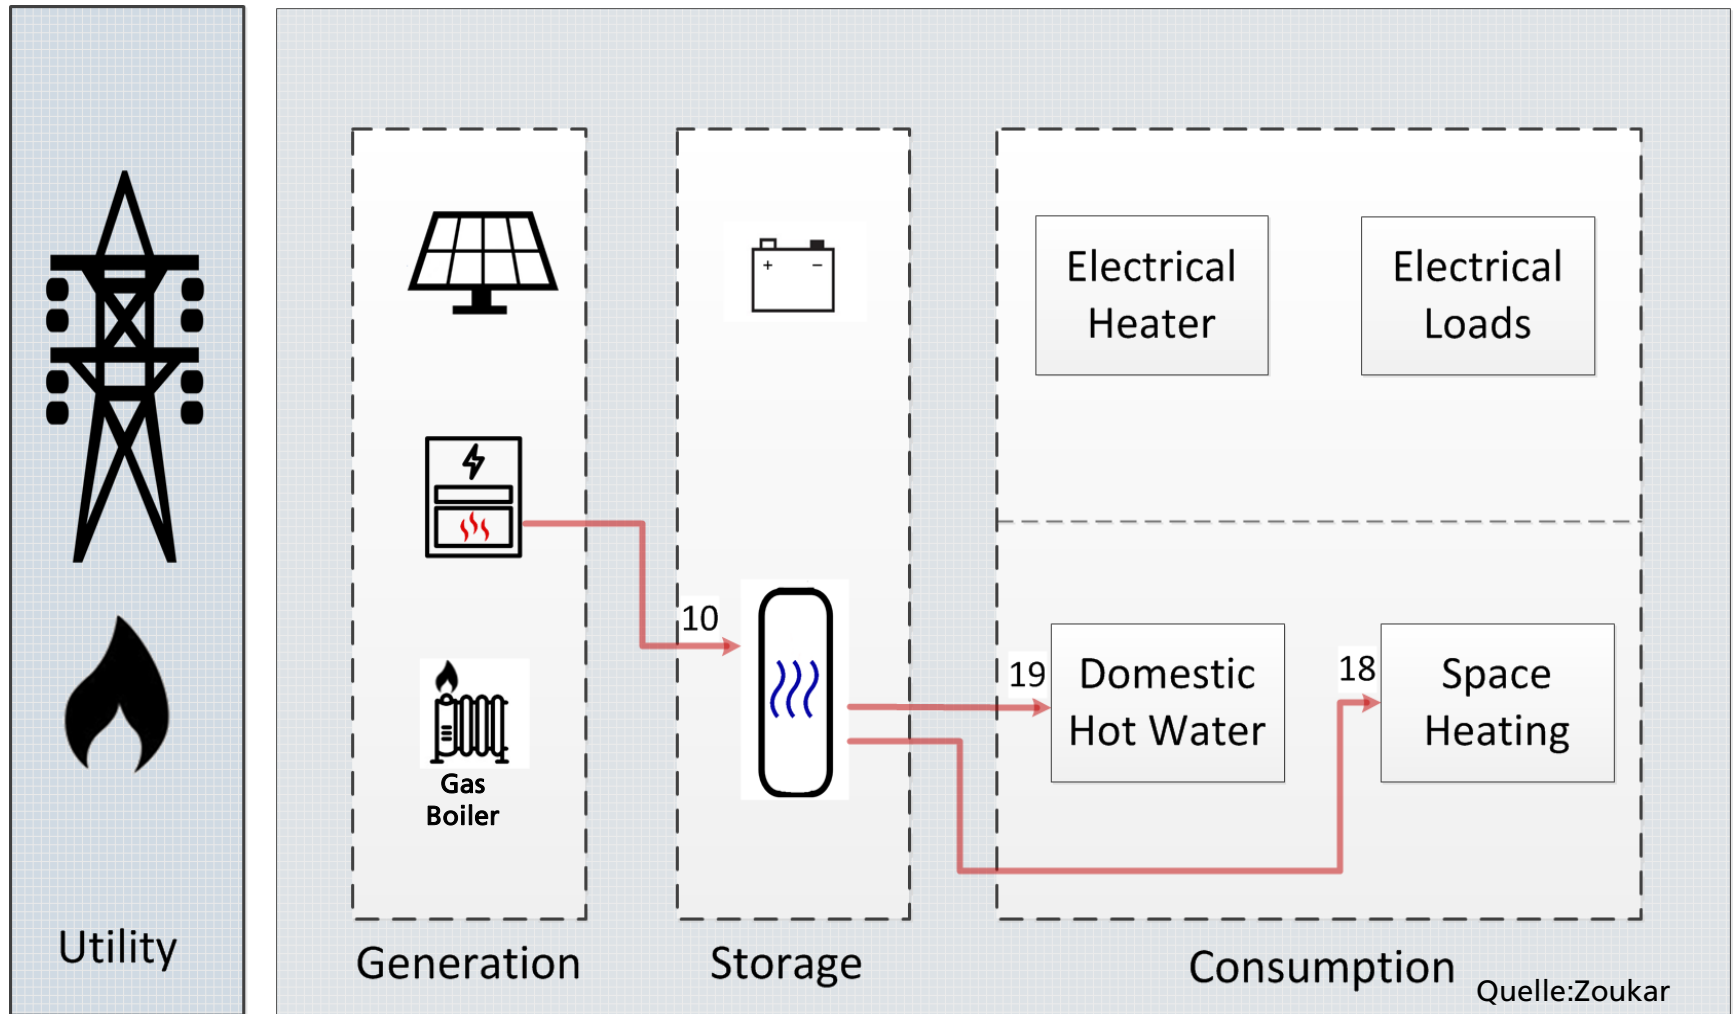 Electrical
Heater
Electrical
Loads
+ −
10
19
Domestic
Hot Water
18
Space
Heating
Gas
Boiler
Utility
Generation
Storage
Consumption
Quelle:Zoukar